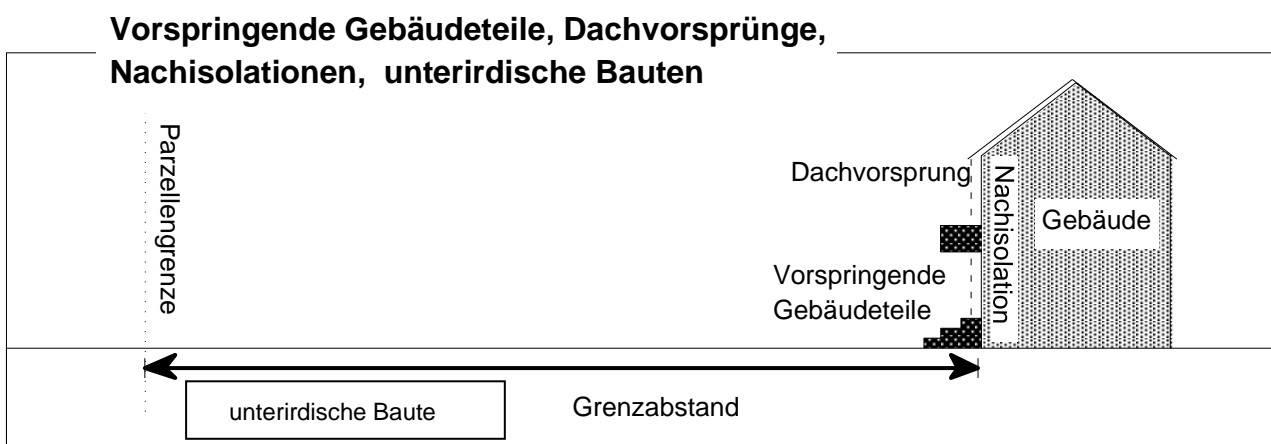 Vorspringende Gebäudeteile, Dachvorsprünge,
Nachisolationen, unterirdische Bauten
Parzellengrenze
Dachvorsprung
Nachisolation
Gebäude
Vorspringende
Gebäudeteile
unterirdische Baute
Grenzabstand